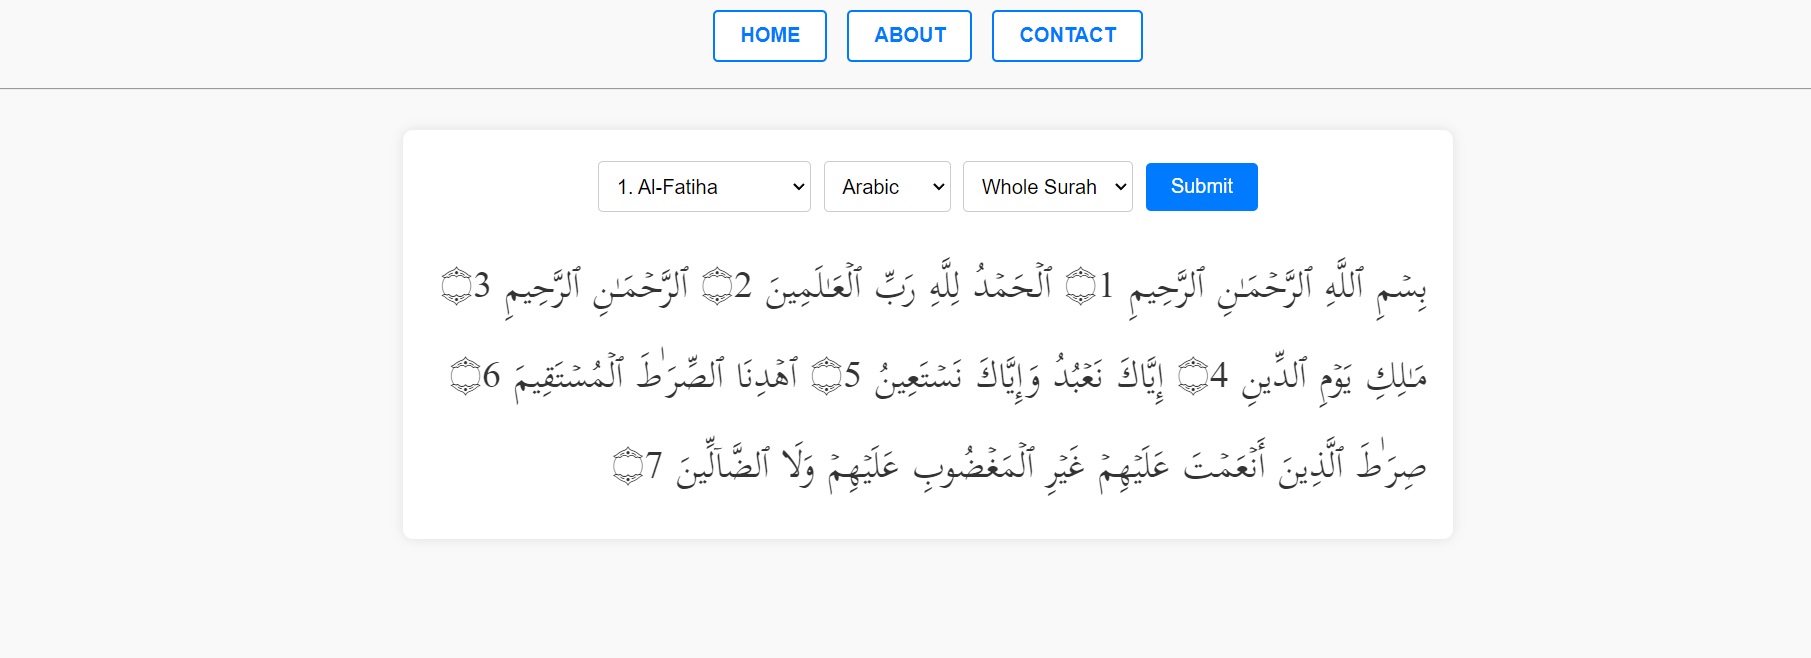 HOME ABOUT CONTACT
1. Al-Fatiha Arabic Whole Surah Submit
بِسۡمِ ٱللَّهِ ٱلرَّحۡمَـٰنِ ٱلرَّحِيمِ 1۝ ٱلۡحَمۡدُ لِلَّهِ رَبِّ ٱلۡعَـٰلَمِينَ 2۝ ٱلرَّحۡمَـٰنِ ٱلرَّحِيمِ 3۝
مَـٰلِكِ يَوۡمِ ٱلدِّينِ 4۝ إِيَّاكَ نَعۡبُدُ وَإِيَّاكَ نَسۡتَعِينُ 5۝ ٱهۡدِنَا ٱلصِّرَٰطَ ٱلۡمُسۡتَقِيمَ 6۝
صِرَٰطَ ٱلَّذِينَ أَنۡعَمۡتَ عَلَيۡهِمۡ غَيۡرِ ٱلۡمَغۡضُوبِ عَلَيۡهِمۡ وَلَا ٱلضَّاۤلِّينَ 7۝